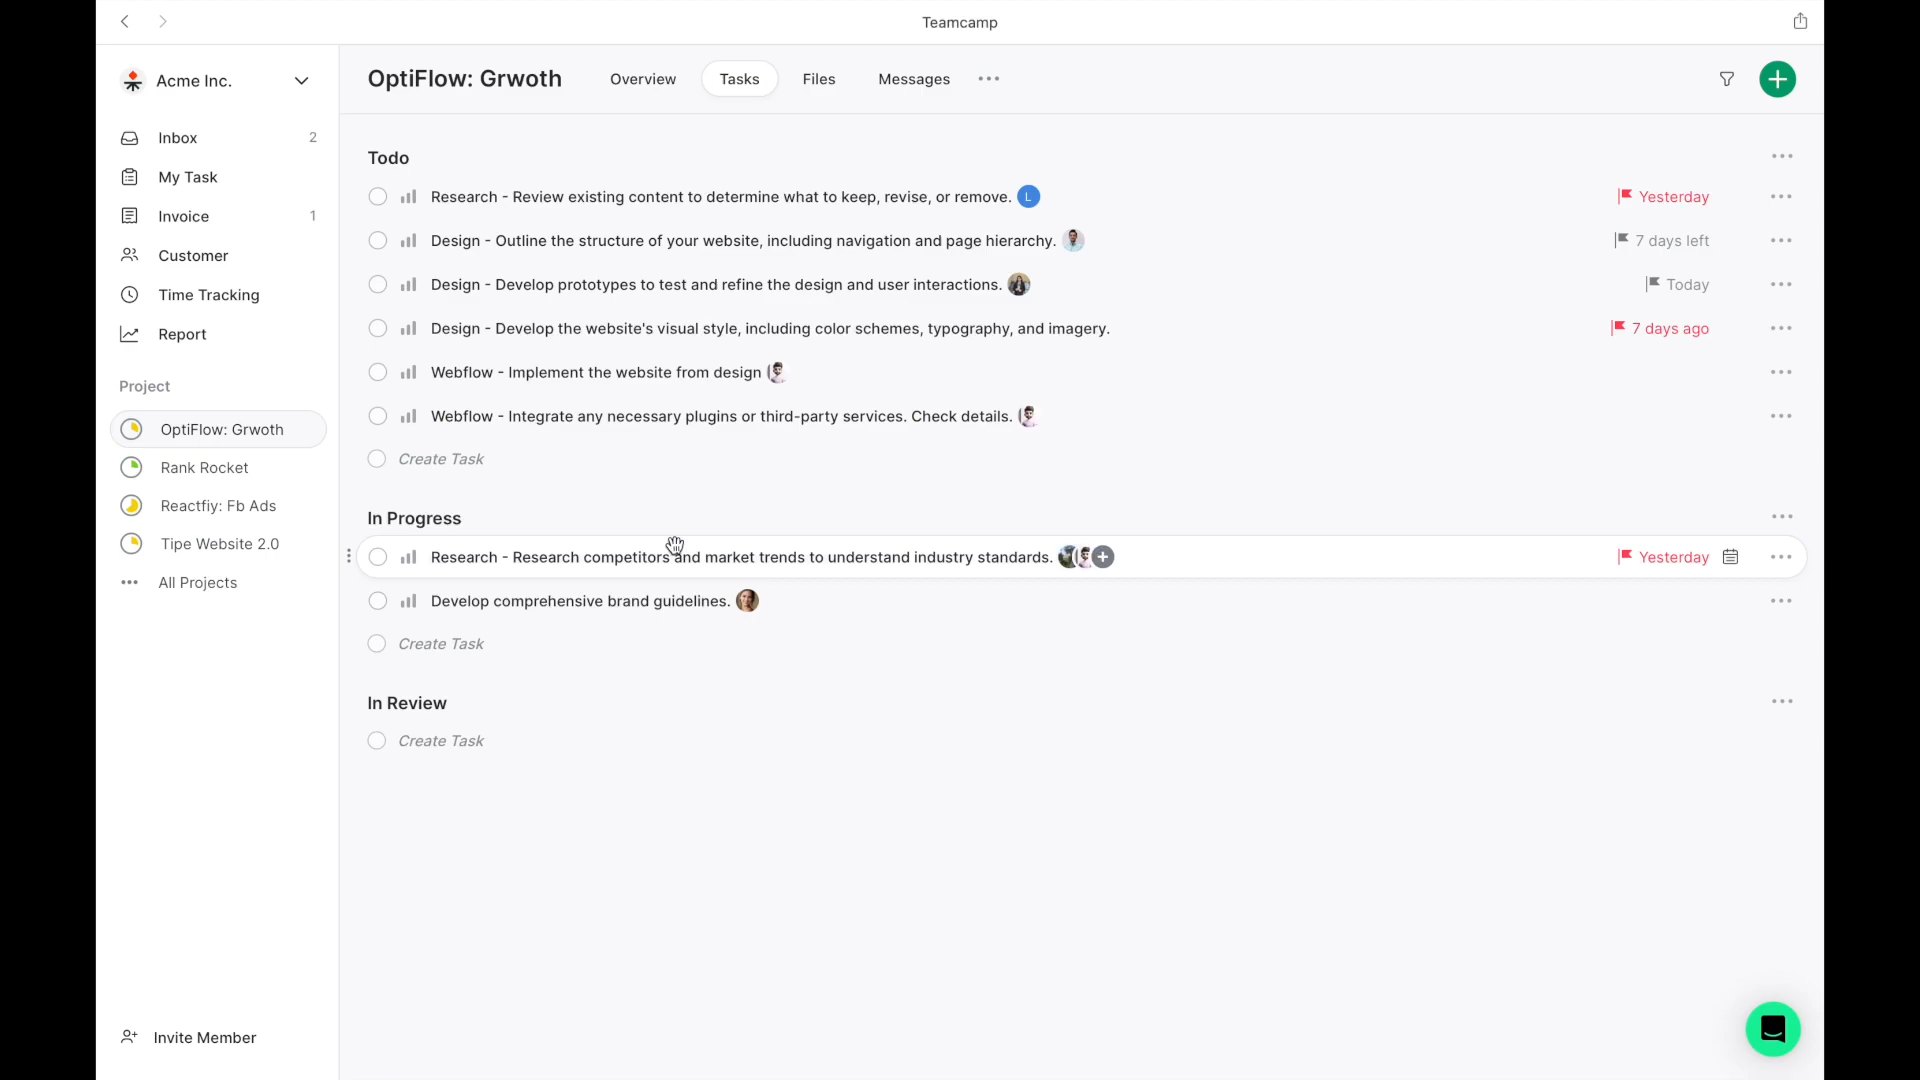 Teamcamp
Acme Inc.
Inbox 2
My Task
Invoice 1
Customer
Time Tracking
Report
Project
OptiFlow: Grwoth
Rank Rocket
Reactfiy: Fb Ads
Tipe Website 2.0
All Projects
Invite Member
OptiFlow: Grwoth Overview Tasks Files Messages
Todo
Research - Review existing content to determine what to keep, revise, or remove. L Yesterday
Design - Outline the structure of your website, including navigation and page hierarchy. 7 days left
Design - Develop prototypes to test and refine the design and user interactions. Today
Design - Develop the website's visual style, including color schemes, typography, and imagery. 7 days ago
Webflow - Implement the website from design
Webflow - Integrate any necessary plugins or third-party services. Check details.
Create Task
In Progress
Research - Research competitors and market trends to understand industry standards. Yesterday
Develop comprehensive brand guidelines.
Create Task
In Review
Create Task